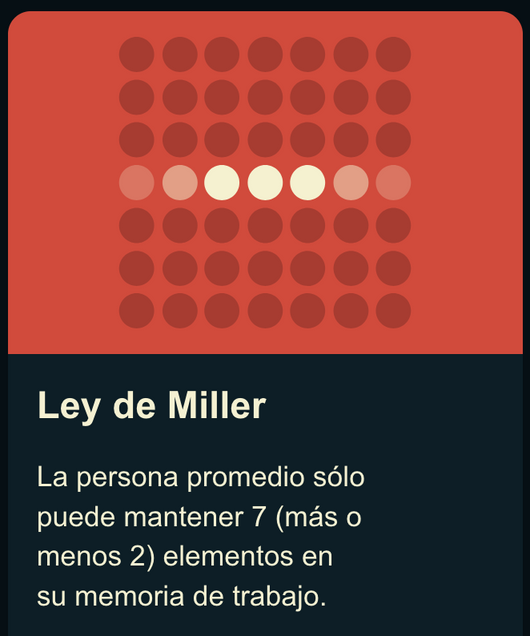 Ley de Miller
La persona promedio sólo
puede mantener 7 (más o
menos 2) elementos en
su memoria de trabajo.